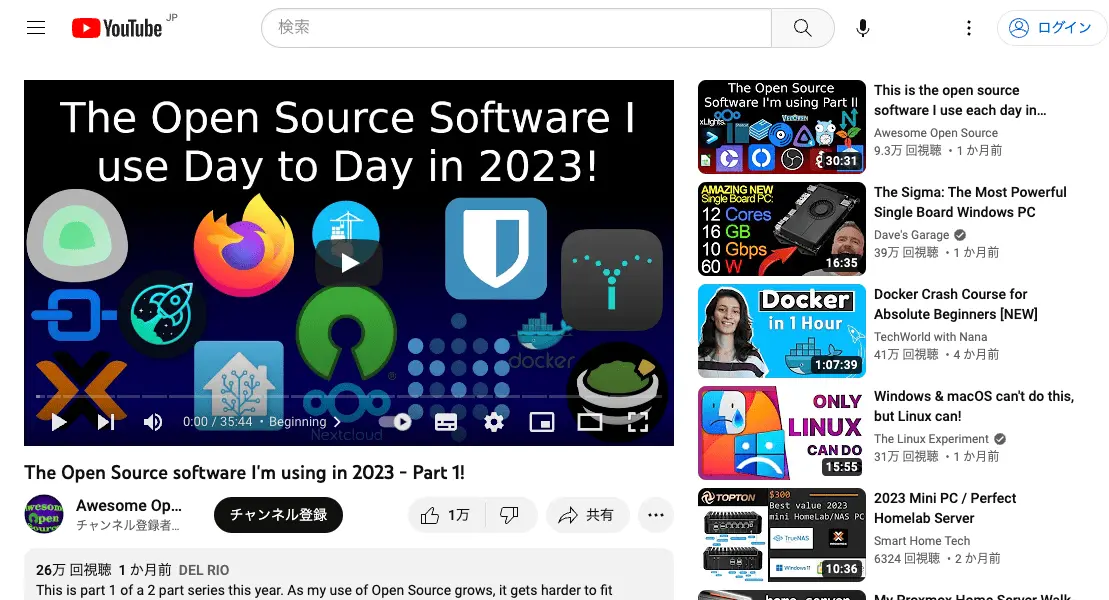 YouTube JP
検索
ログイン
The Open Source Software I
use Day to Day in 2023!
docker
Nextcloud
0:00 / 35:44 • Beginning
The Open Source software I'm using in 2023 - Part 1!
Awesome Open Source
Awesome Op...
チャンネル登録者...
チャンネル登録
1万
共有
26万 回視聴 1 か月前 DEL RIO
This is part 1 of a 2 part series this year. As my use of Open Source grows, it gets harder to fit
The Open Source
Software I'm using Part II
xLights
30:31
This is the open source
software I use each day in…
Awesome Open Source
9.3万 回視聴 • 1 か月前
AMAZING NEW
Single Board PC:
12 Cores
16 GB
10 Gbps
60 W
16:35
The Sigma: The Most Powerful
Single Board Windows PC
Dave's Garage
39万 回視聴 • 1 か月前
Docker
in 1 Hour
1:07:39
Docker Crash Course for
Absolute Beginners [NEW]
TechWorld with Nana
41万 回視聴 • 4 か月前
ONLY
LINUX
CAN DO
15:55
Windows & macOS can't do this,
but Linux can!
The Linux Experiment
31万 回視聴 • 1 か月前
TOPTON
$300
Best value 2023
mini HomeLab/NAS PC
TrueNAS
Windows11
10:36
2023 Mini PC / Perfect
Homelab Server
Smart Home Tech
6324 回視聴 • 2 か月前